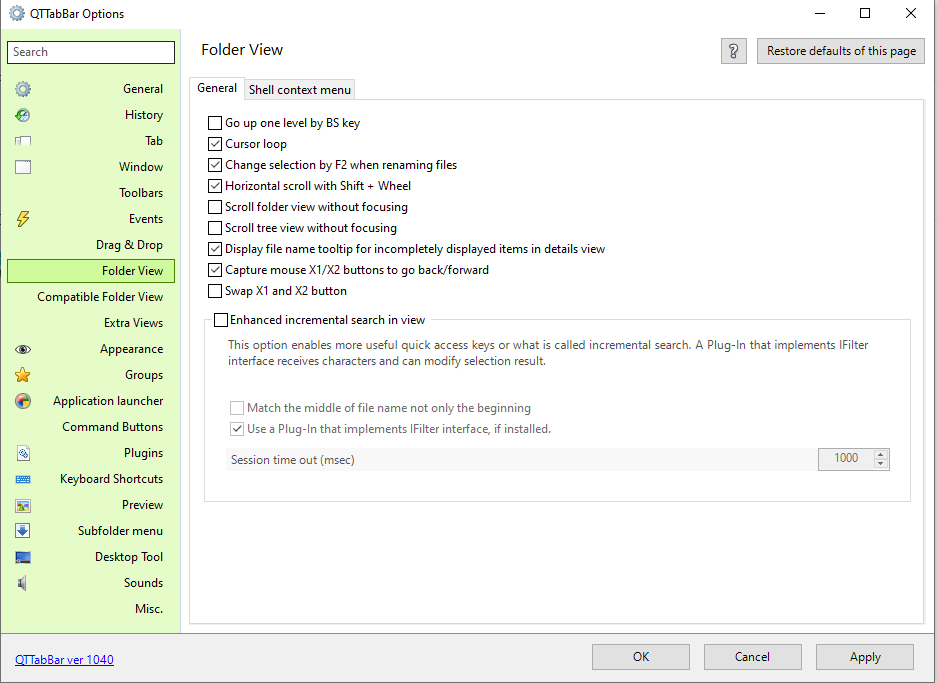 QTTabBar Options
Search
General
History
Tab
Window
Toolbars
Events
Drag & Drop
Folder View
Compatible Folder View
Extra Views
Appearance
Groups
Application launcher
Command Buttons
Plugins
Keyboard Shortcuts
Preview
Subfolder menu
Desktop Tool
Sounds
Misc.
QTTabBar ver 1040
Folder View
?
Restore defaults of this page
General
Shell context menu
Go up one level by BS key
Cursor loop
Change selection by F2 when renaming files
Horizontal scroll with Shift + Wheel
Scroll folder view without focusing
Scroll tree view without focusing
Display file name tooltip for incompletely displayed items in details view
Capture mouse X1/X2 buttons to go back/forward
Swap X1 and X2 button
Enhanced incremental search in view
This option enables more useful quick access keys or what is called incremental search. A Plug-In that implements IFilter
interface receives characters and can modify selection result.
Match the middle of file name not only the beginning
Use a Plug-In that implements IFilter interface, if installed.
Session time out (msec)
1000
OK
Cancel
Apply